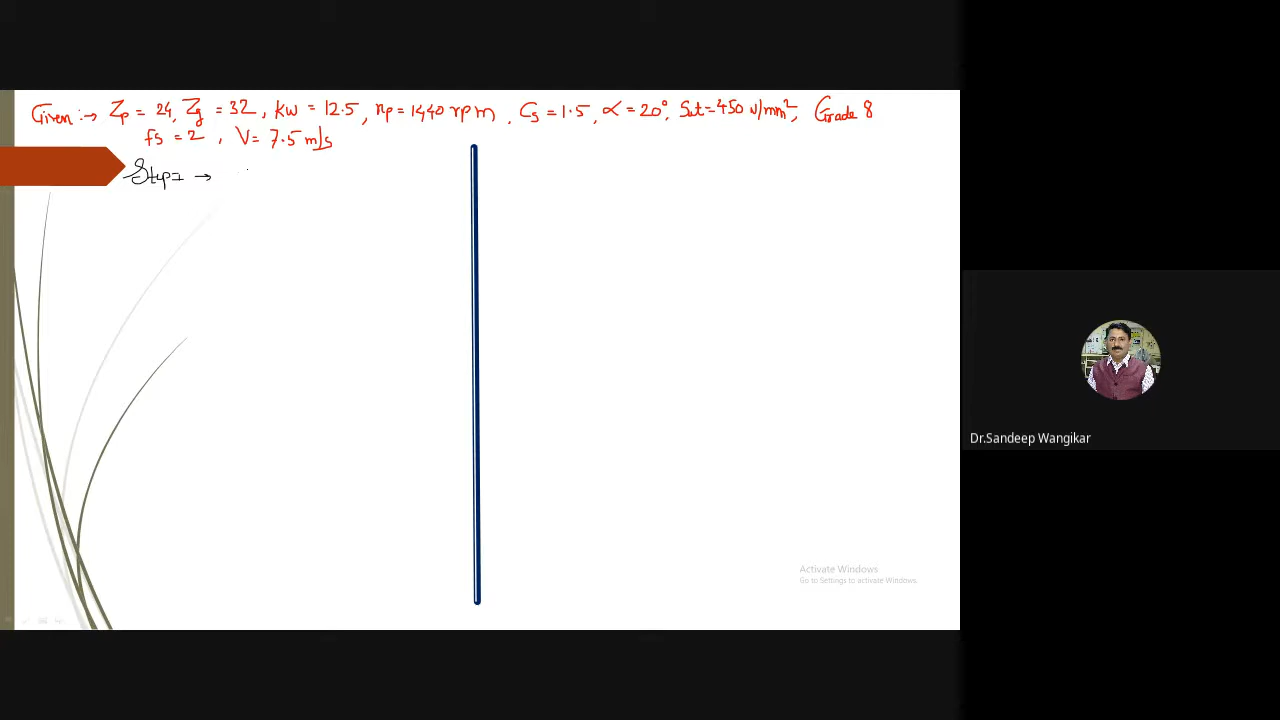 Given :→ Zp = 24, Zg = 32, kW = 12.5, np = 1440 rpm, Cs = 1.5, α = 20°, Sut = 450 N/mm², Grade 8
fs = 2, V = 7.5 m/s
Step I →
Dr.Sandeep Wangikar
Activate Windows
Go to Settings to activate Windows.